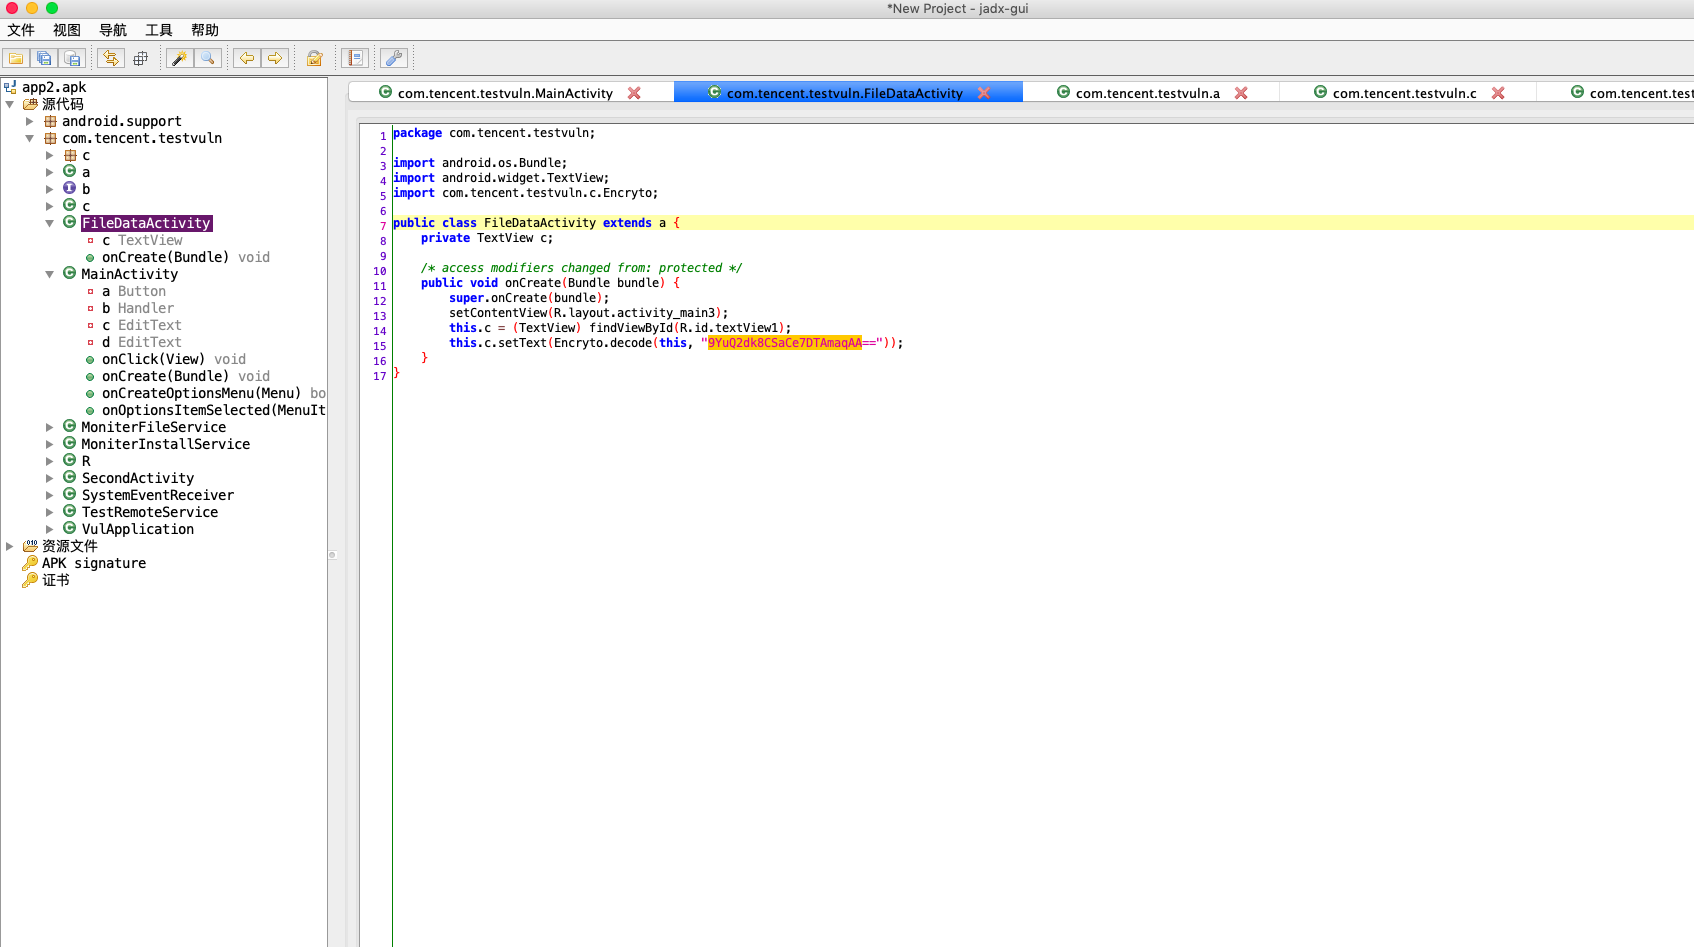 *New Project - jadx-gui
文件 视图 导航 工具 帮助
app2.apk
源代码
android.support
com.tencent.testvuln
c
a
b
c
FileDataActivity
c TextView
onCreate(Bundle) void
MainActivity
a Button
b Handler
c EditText
d EditText
onClick(View) void
onCreate(Bundle) void
onCreateOptionsMenu(Menu) bo
onOptionsItemSelected(MenuIt
MoniterFileService
MoniterInstallService
R
SecondActivity
SystemEventReceiver
TestRemoteService
VulApplication
资源文件
APK signature
证书
com.tencent.testvuln.MainActivity com.tencent.testvuln.FileDataActivity com.tencent.testvuln.a com.tencent.testvuln.c com.tencent.test
1 package com.tencent.testvuln;
2
3 import android.os.Bundle;
4 import android.widget.TextView;
5 import com.tencent.testvuln.c.Encryto;
6
7 public class FileDataActivity extends a {
8 private TextView c;
9
10 /* access modifiers changed from: protected */
11 public void onCreate(Bundle bundle) {
12 super.onCreate(bundle);
13 setContentView(R.layout.activity_main3);
14 this.c = (TextView) findViewById(R.id.textView1);
15 this.c.setText(Encryto.decode(this, "9YuQ2dk8CSaCe7DTAmaqAA=="));
16 }
17 }